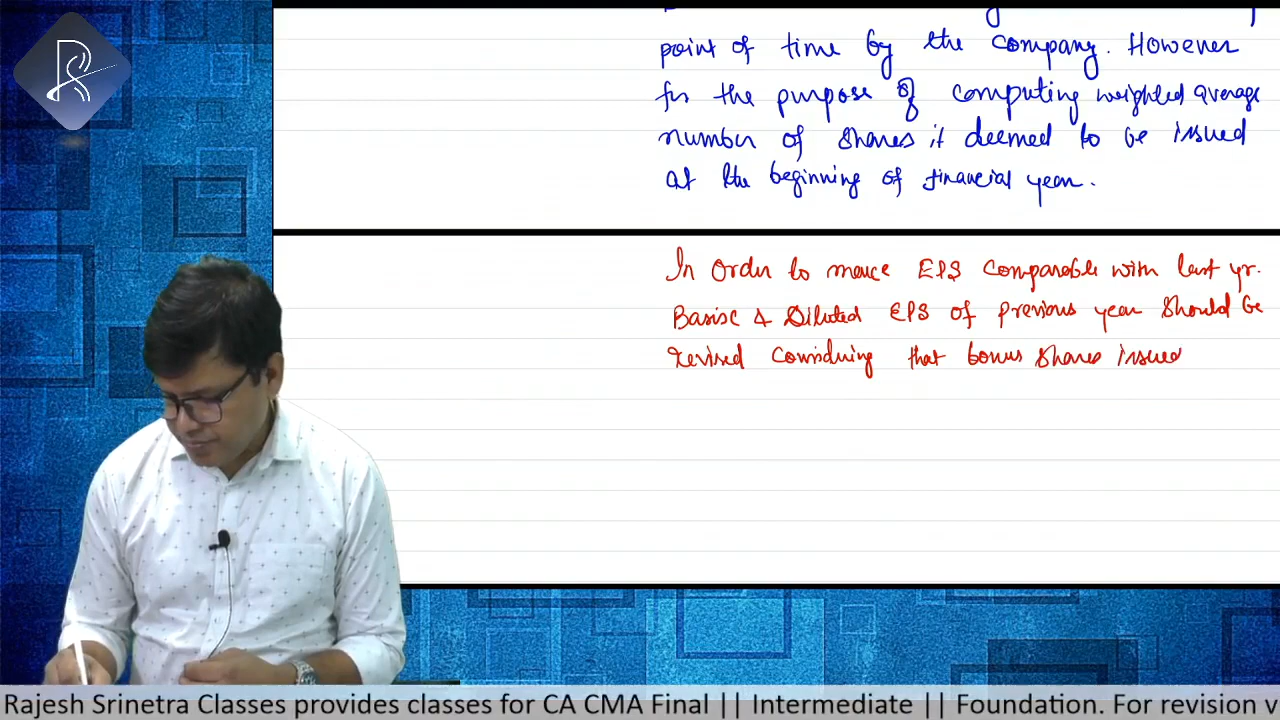 point of time by the company. However
for the purpose of computing weighted average
number of shares it deemed to be issued
at the beginning of financial year.
In order to make EPS comparable with last yr.
Basic & Diluted EPS of previous year should be
revised considering that bonus shares issued
Rajesh Srinetra Classes provides classes for CA CMA Final || Intermediate || Foundation. For revision v